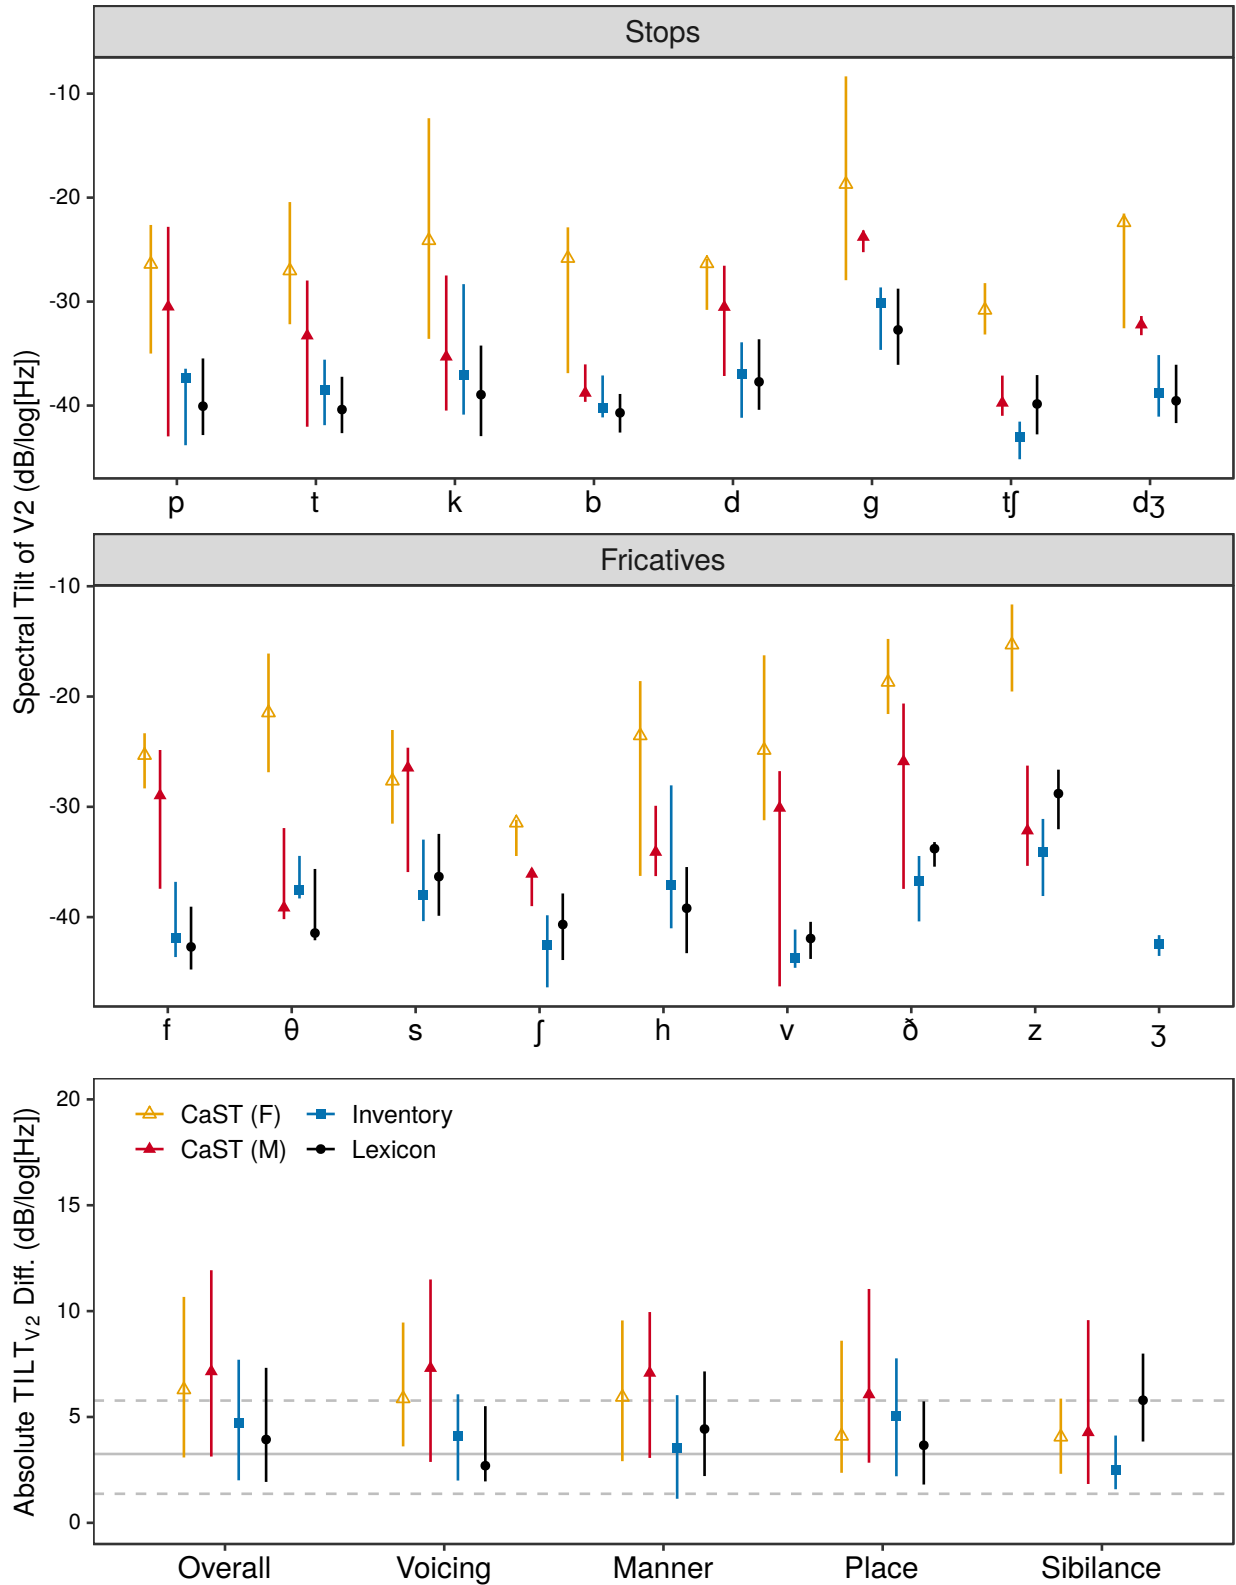 Stops
-10
-20
-30
-40
p t k b d g tʃ dʒ
Spectral Tilt of V2 (dB/log[Hz])
Fricatives
-10
-20
-30
-40
f θ s ʃ h v ð z ʒ
Absolute TILT_V2 Diff. (dB/log[Hz])
20
15
10
5
0
CaST (F) Inventory
CaST (M) Lexicon
Overall Voicing Manner Place Sibilance